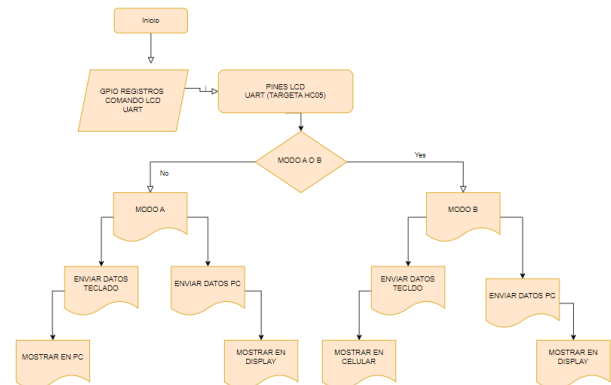 Inicio
GPIO REGISTROS
COMANDO LCD
UART
PINES LCD
UART (TARGETA HC05)
MODO A O B
No
Yes
MODO A
MODO B
ENVIAR DATOS
TECLADO
ENVIAR DATOS PC
ENVIAR DATOS
TECLDO
ENVIAR DATOS PC
MOSTRAR EN PC
MOSTRAR EN
DISPLAY
MOSTRAR EN
CELULAR
MOSTRAR EN
DISPLAY